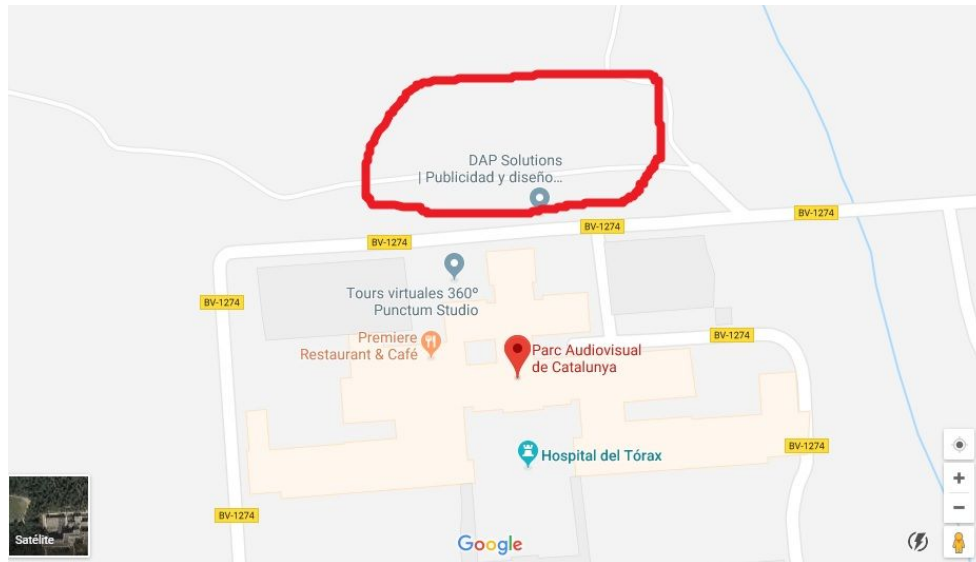 DAP Solutions
| Publicidad y diseño...
BV-1274
BV-1274
BV-1274
Tours virtuales 360º
Punctum Studio
BV-1274
Premiere
Restaurant & Café
BV-1274
Parc Audiovisual
de Catalunya
BV-1274
Hospital del Tórax
BV-1274
Satélite
Google